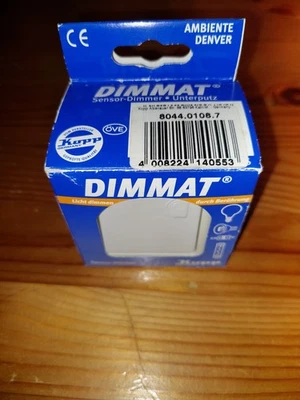 CE
AMBIENTE
DENVER
DIMMAT®
Sensor-Dimmer • Unterputz
8044.0108.7
ÖVE
Kopp
4 008224 140553
DIMMAT®
Licht dimmen
durch Berührung
Kopp